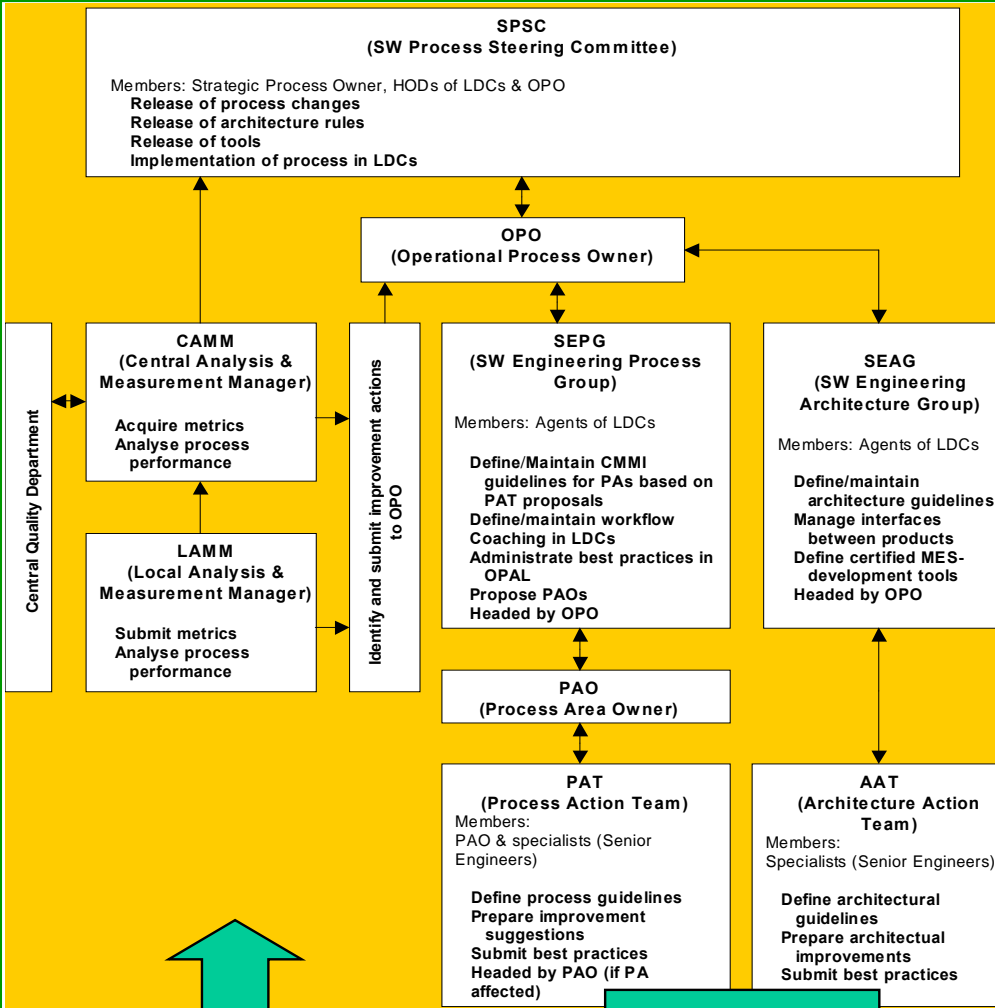 SPSC
(SW Process Steering Committee)
Members: Strategic Process Owner, HODs of LDCs & OPO
Release of process changes
Release of architecture rules
Release of tools
Implementation of process in LDCs
OPO
(Operational Process Owner)
Central Quality Department
CAMM
(Central Analysis &
Measurement Manager)
Acquire metrics
Analyse process
performance
LAMM
(Local Analysis &
Measurement Manager)
Submit metrics
Analyse process
performance
Identify and submit improvement actions
to OPO
SEPG
(SW Engineering Process
Group)
Members: Agents of LDCs
Define/Maintain CMMI
guidelines for PAs based on
PAT proposals
Define/maintain workflow
Coaching in LDCs
Administrate best practices in
OPAL
Propose PAOs
Headed by OPO
SEAG
(SW Engineering
Architecture Group)
Members: Agents of LDCs
Define/maintain
architecture guidelines
Manage interfaces
between products
Define certified MES-
development tools
Headed by OPO
PAO
(Process Area Owner)
PAT
(Process Action Team)
Members:
PAO & specialists (Senior
Engineers)
Define process guidelines
Prepare improvement
suggestions
Submit best practices
Headed by PAO (if PA
affected)
AAT
(Architecture Action
Team)
Members:
Specialists (Senior Engineers)
Define architectural
guidelines
Prepare architectual
improvements
Submit best practices